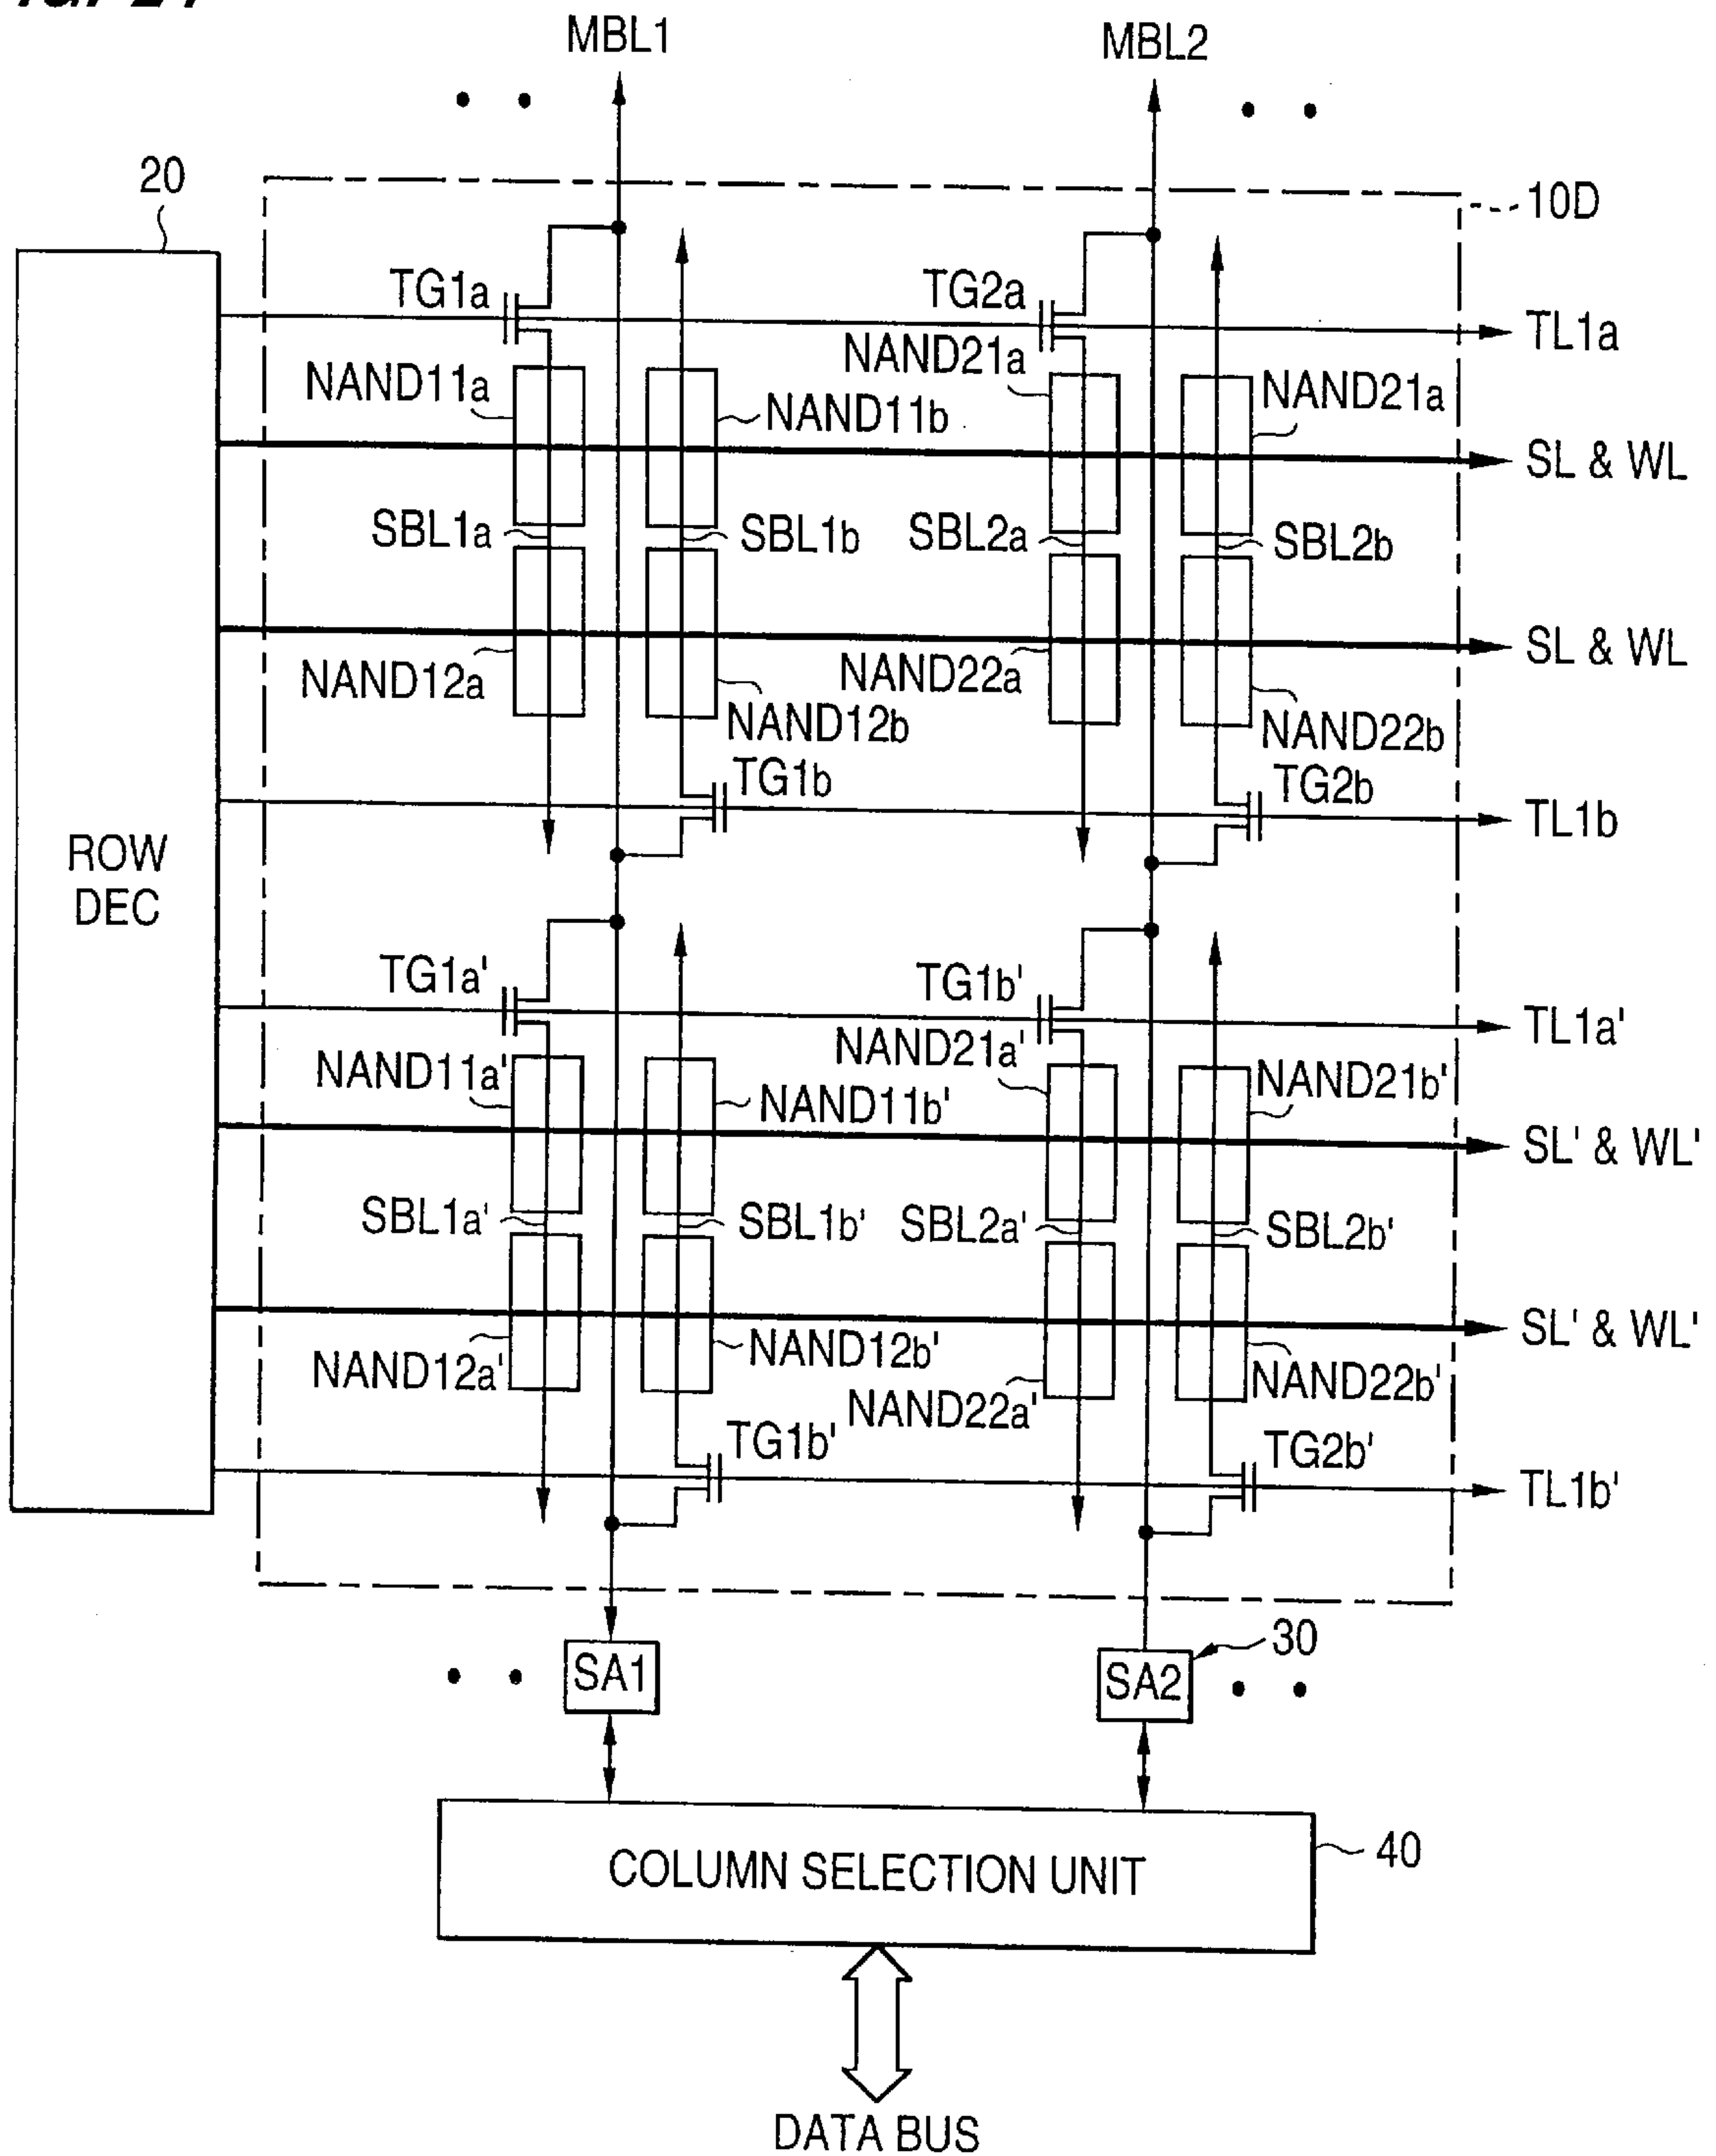 MBL1
MBL2
20
10D
TG1a
TG2a
TL1a
NAND11a
NAND11b
NAND21a
NAND21a
SL & WL
SBL1a
SBL1b
SBL2a
SBL2b
SL & WL
NAND12a
NAND12b
NAND22a
NAND22b
TG1b
TG2b
TL1b
ROW
DEC
TG1a'
TG1b'
TL1a'
NAND11a'
NAND11b'
NAND21a'
NAND21b'
SL' & WL'
SBL1a'
SBL1b'
SBL2a'
SBL2b'
SL' & WL'
NAND12a'
NAND12b'
NAND22a'
NAND22b'
TG1b'
TG2b'
TL1b'
30
SA1
SA2
COLUMN SELECTION UNIT
40
DATA BUS